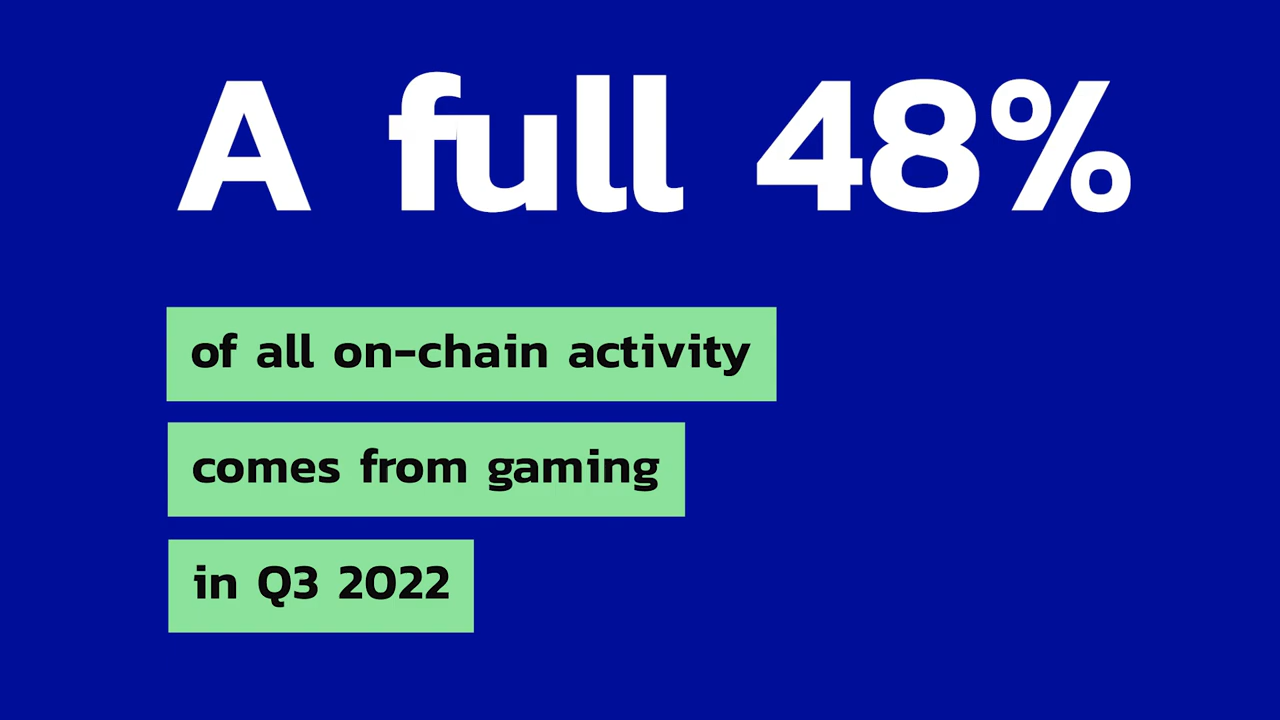 A full 48%
of all on-chain activity
comes from gaming
in Q3 2022